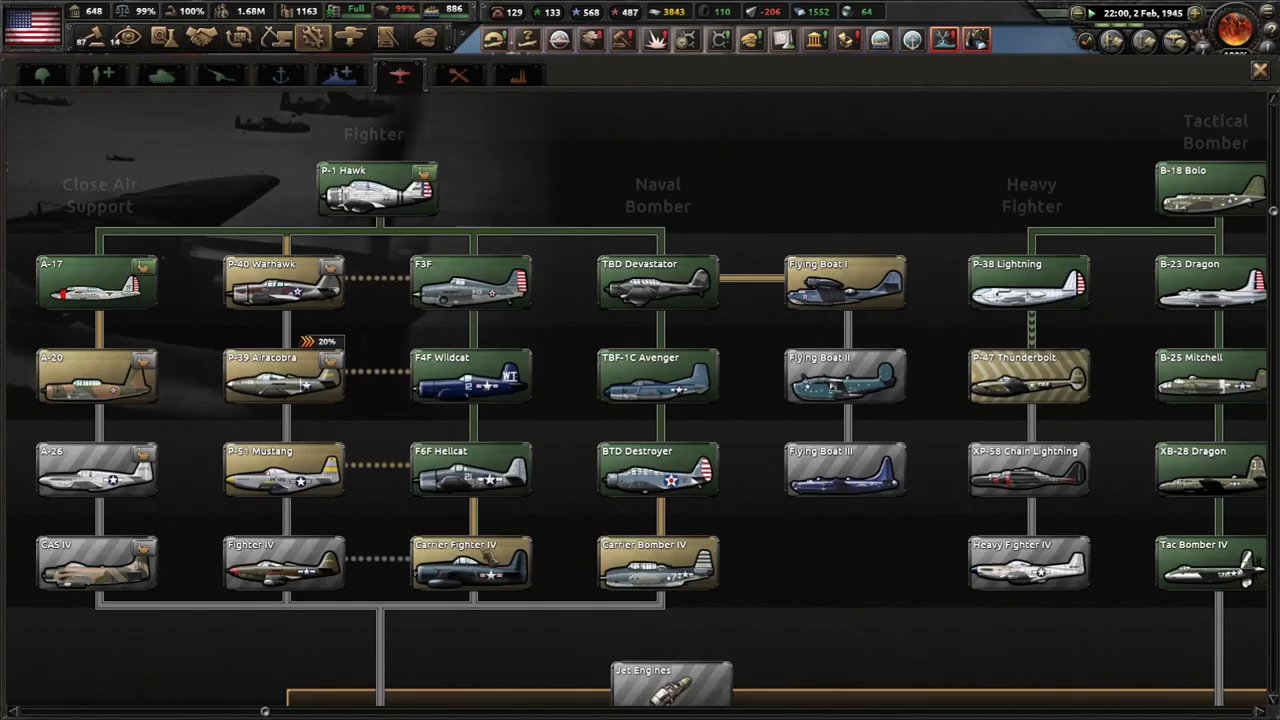 648 99% 100% 1.68M 1163 Full 99% 886 129 133 568 487 3843 110 -206 1552 64 22:00, 2 Feb, 1945
87 14
Fighter
Tactical
Bomber
P-1 Hawk
B-18 Bolo
Close Air
Support
Naval
Bomber
Heavy
Fighter
A-17 P-40 Warhawk F3F TBD Devastator Flying Boat I P-38 Lightning B-23 Dragon
20%
A-20 P-39 Airacobra F4F Wildcat TBF-1C Avenger Flying Boat II P-47 Thunderbolt B-25 Mitchell
A-26 P-51 Mustang F6F Hellcat BTD Destroyer Flying Boat III XP-58 Chain Lightning XB-28 Dragon
CAS IV Fighter IV Carrier Fighter IV Carrier Bomber IV Heavy Fighter IV Tac Bomber IV
Jet Engines